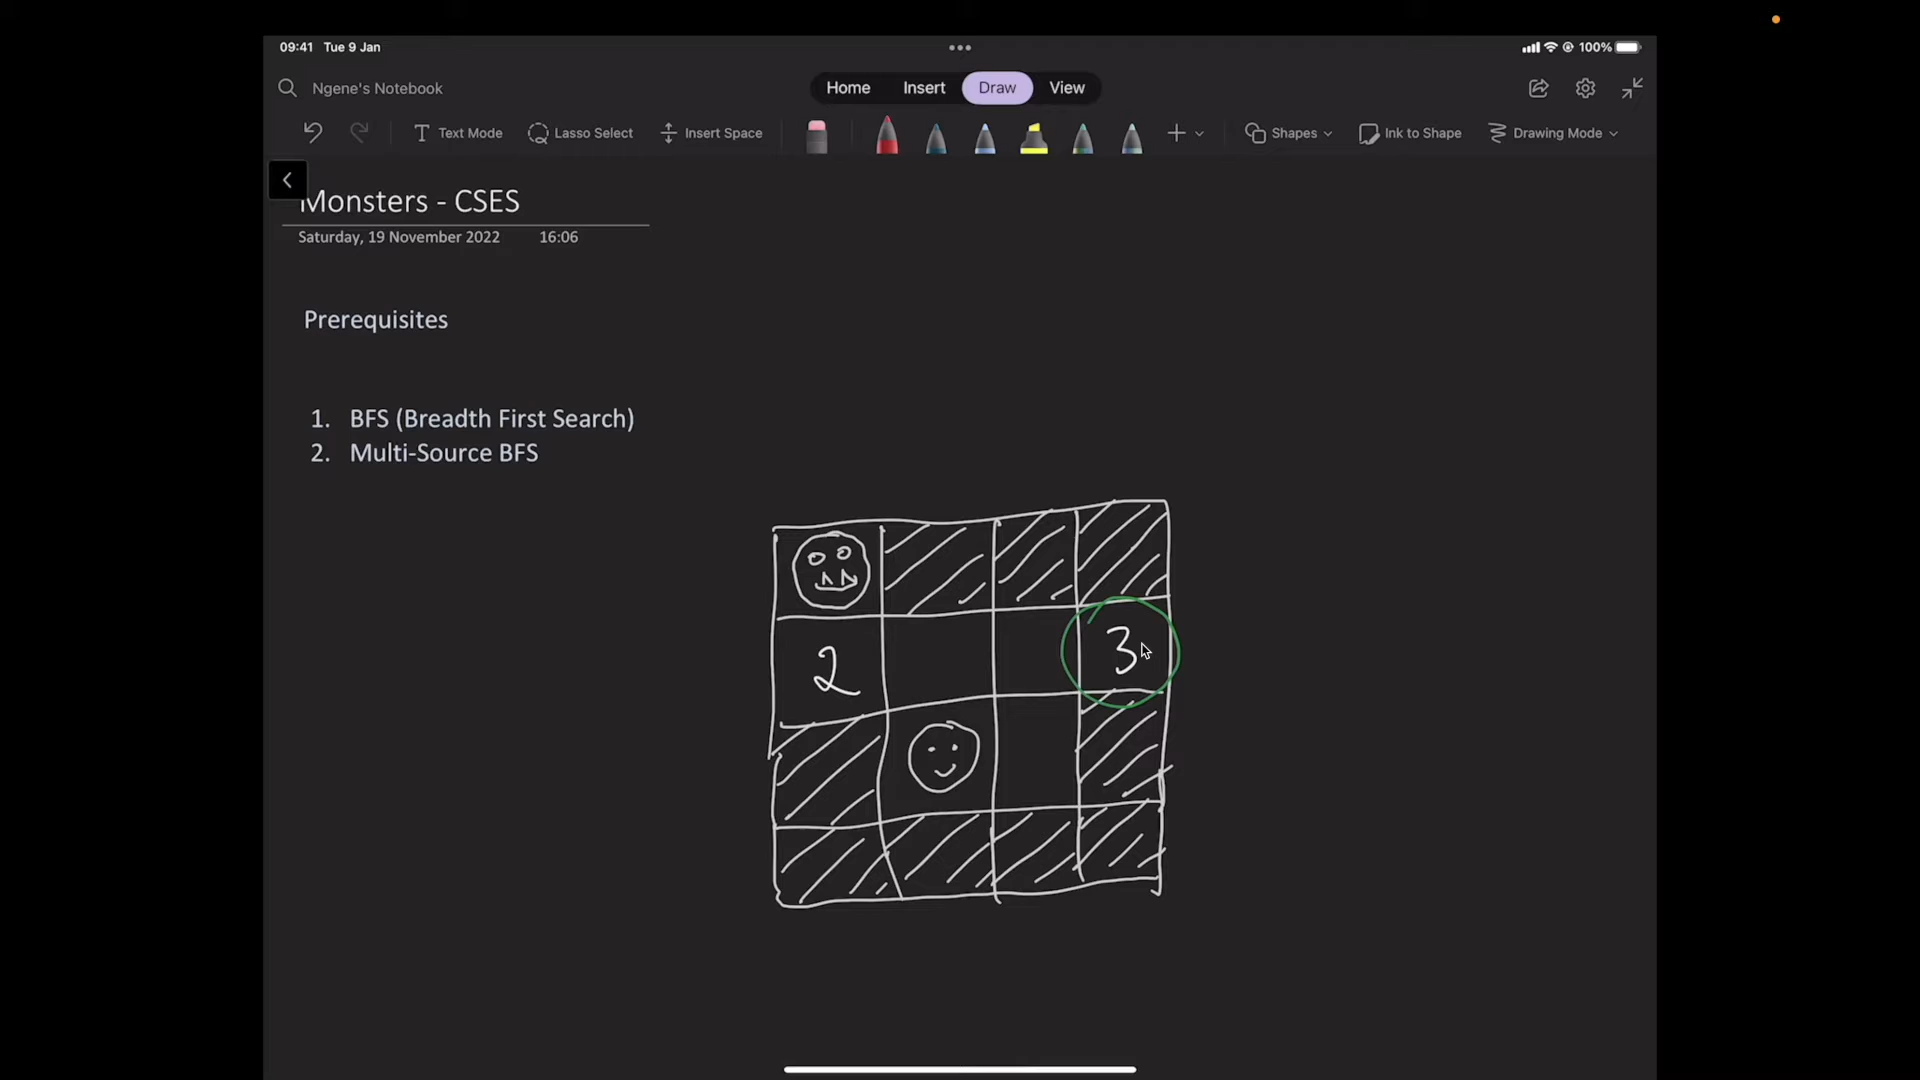 09:41 Tue 9 Jan
100%
Ngene's Notebook
Home Insert Draw View
Text Mode Lasso Select Insert Space Shapes Ink to Shape Drawing Mode
Monsters - CSES
Saturday, 19 November 2022 16:06
Prerequisites
1. BFS (Breadth First Search)
2. Multi-Source BFS
3
2